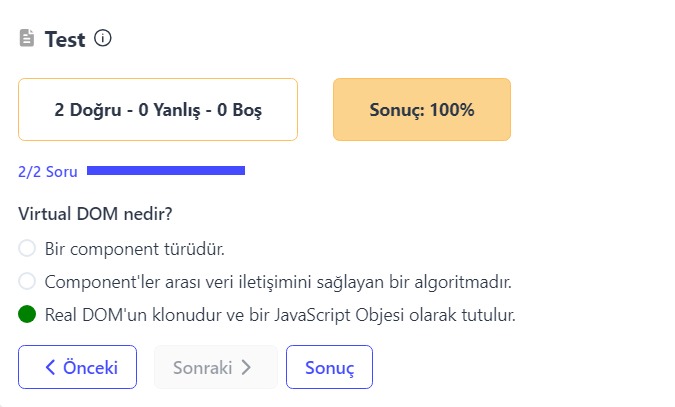 Test
2 Doğru - 0 Yanlış - 0 Boş
Sonuç: 100%
2/2 Soru
Virtual DOM nedir?
Bir component türüdür.
Component'ler arası veri iletişimini sağlayan bir algoritmadır.
Real DOM'un klonudur ve bir JavaScript Objesi olarak tutulur.
Önceki
Sonraki
Sonuç